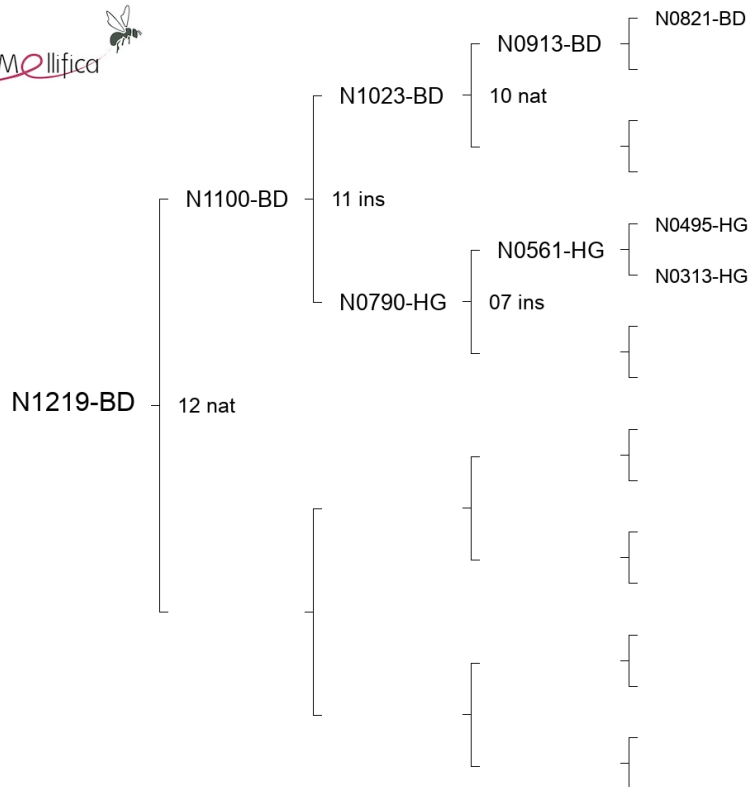 Mellifica
N0821-BD
N0913-BD
N1023-BD
10 nat
N1100-BD
11 ins
N0495-HG
N0561-HG
N0313-HG
N0790-HG
07 ins
N1219-BD
12 nat